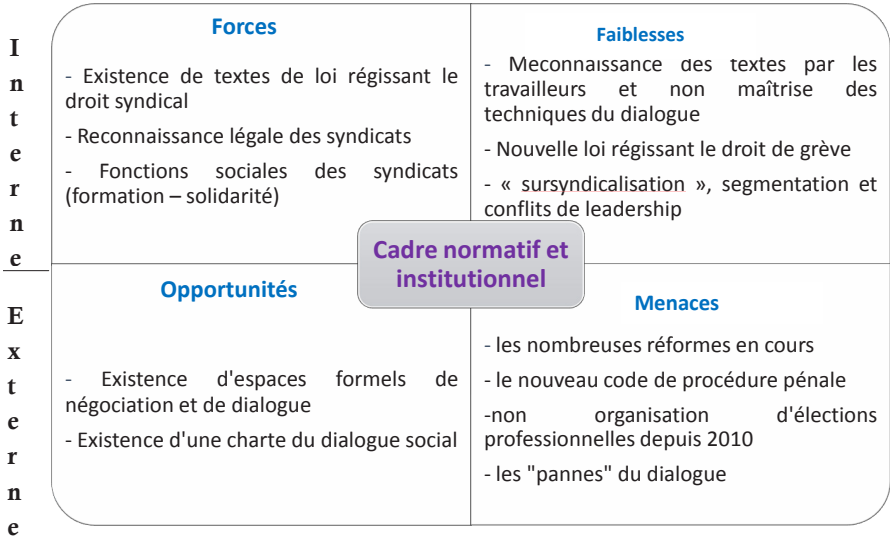 Interne
Forces
- Existence de textes de loi régissant le
droit syndical
- Reconnaissance légale des syndicats
- Fonctions sociales des syndicats
(formation – solidarité)
Faiblesses
- Meconnaissance des textes par les
travailleurs et non maîtrise des
techniques du dialogue
- Nouvelle loi régissant le droit de grève
- « sursyndicalisation », segmentation et
conflits de leadership
Cadre normatif et
institutionnel
Externe
Opportunités
- Existence d'espaces formels de
négociation et de dialogue
- Existence d'une charte du dialogue social
Menaces
- les nombreuses réformes en cours
- le nouveau code de procédure pénale
-non organisation d'élections
professionnelles depuis 2010
- les "pannes" du dialogue